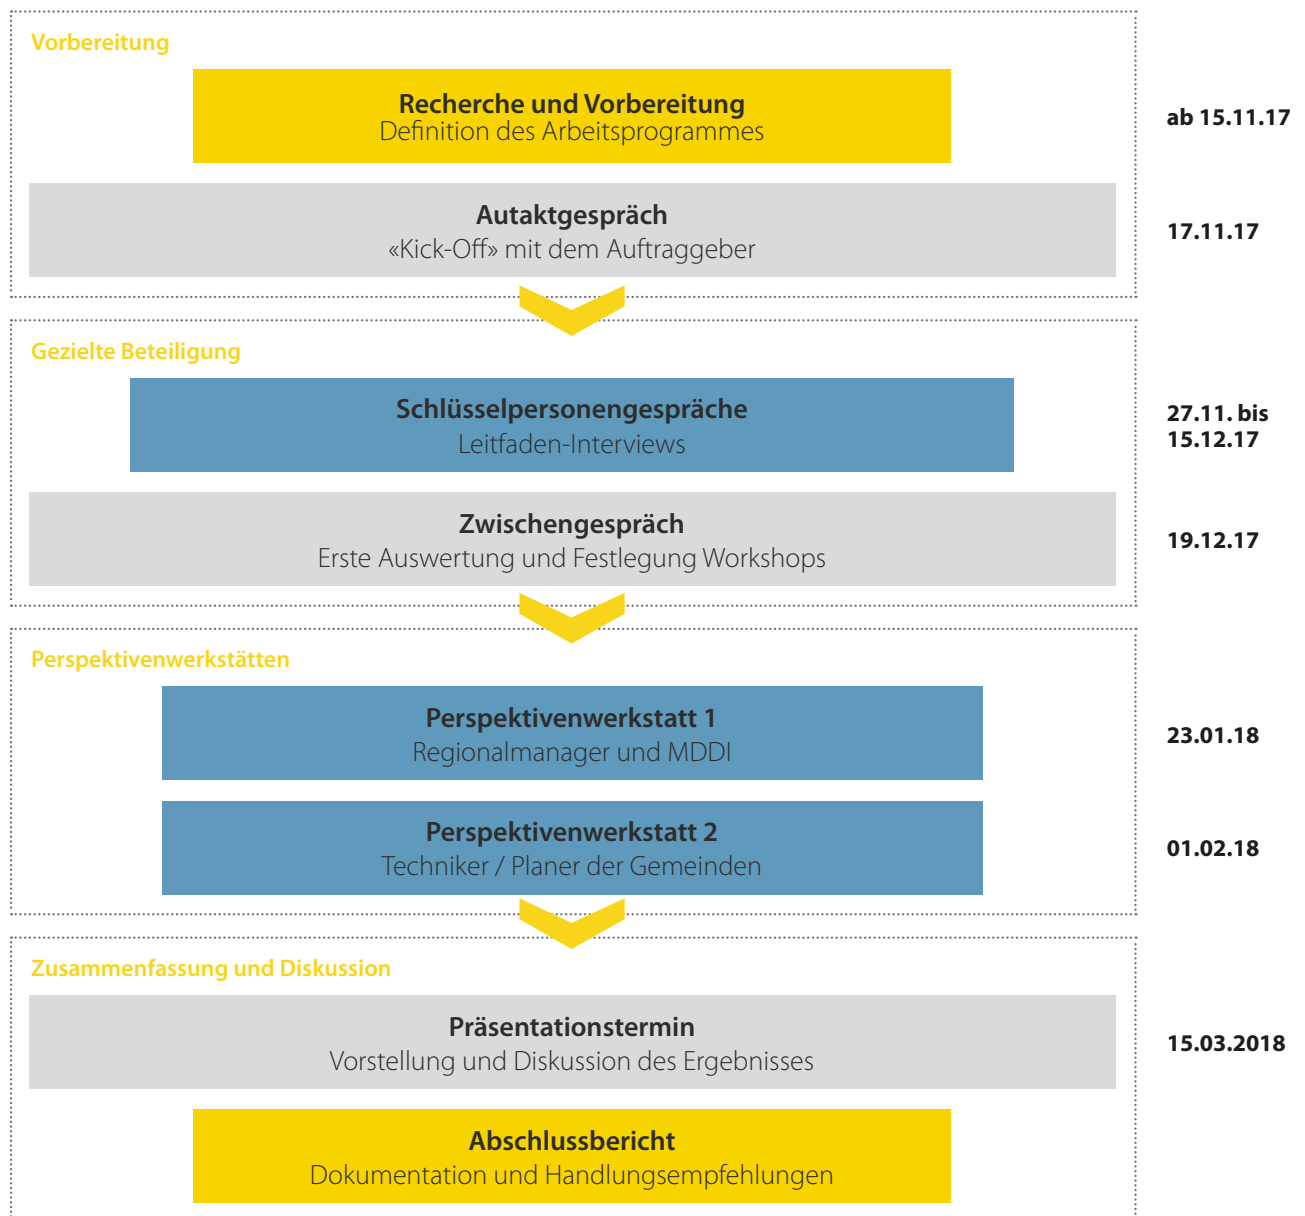 Vorbereitung
Recherche und Vorbereitung
Definition des Arbeitsprogrammes
ab 15.11.17
Autaktgespräch
«Kick-Off» mit dem Auftraggeber
17.11.17
Gezielte Beteiligung
Schlüsselpersonengespräche
Leitfaden-Interviews
27.11. bis
15.12.17
Zwischengespräch
Erste Auswertung und Festlegung Workshops
19.12.17
Perspektivenwerkstätten
Perspektivenwerkstatt 1
Regionalmanager und MDDI
23.01.18
Perspektivenwerkstatt 2
Techniker / Planer der Gemeinden
01.02.18
Zusammenfassung und Diskussion
Präsentationstermin
Vorstellung und Diskussion des Ergebnisses
15.03.2018
Abschlussbericht
Dokumentation und Handlungsempfehlungen